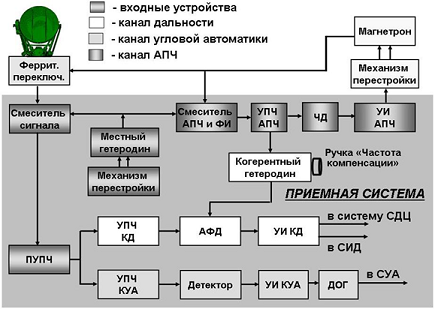 - входные устройства
- канал дальности
- канал угловой автоматики
- канал АПЧ
Магнетрон
Феррит.
переключ.
Механизм
перестройки
Смеситель
сигнала
Смеситель
АПЧ и ФИ
УПЧ
АПЧ
ЧД
УИ
АПЧ
Местный
гетеродин
Механизм
перестройки
Когерентный
гетеродин
Ручка «Частота
компенсации»
ПРИЕМНАЯ СИСТЕМА
ПУПЧ
УПЧ
КД
АФД
УИ КД
в систему СДЦ
в СИД
УПЧ
КУА
Детектор
УИ КУА
ДОГ
в СУА